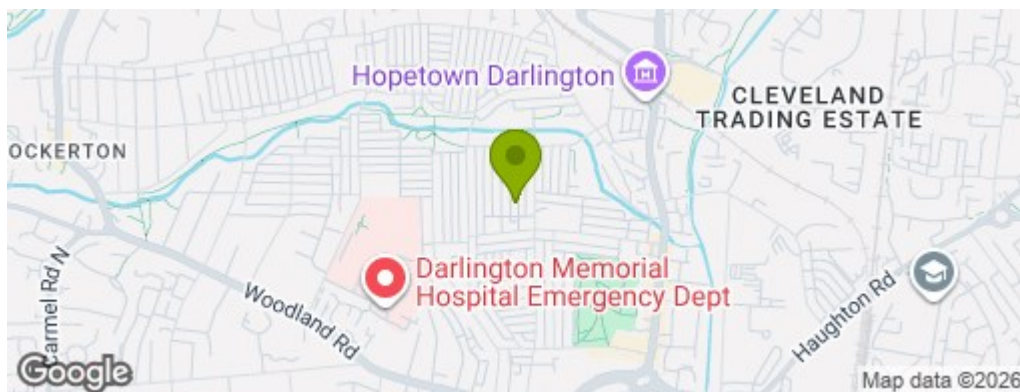 Hopetown Darlington
CLEVELAND
TRADING ESTATE
OCKERTON
Darlington Memorial
Hospital Emergency Dept
Carmel Rd N
Woodland Rd
Haughton Rd
Google
Map data ©2026